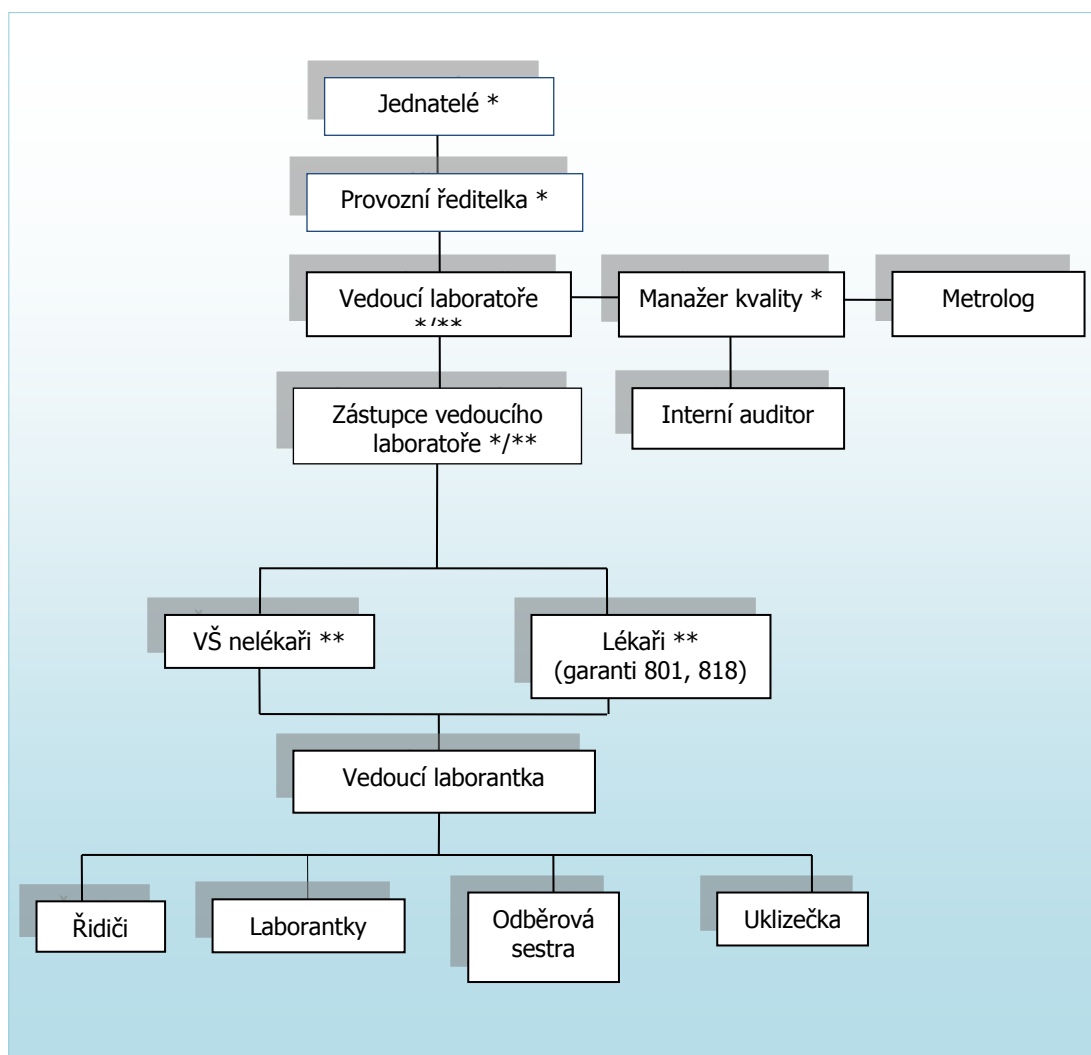 Jednatelé *
Provozní ředitelka *
Vedoucí laboratoře
*/**
Manažer kvality *
Metrolog
Zástupce vedoucího
laboratoře */**
Interní auditor
VŠ nelékaři **
Lékaři **
(garanti 801, 818)
Vedoucí laborantka
Řidiči
Laborantky
Odběrová
sestra
Uklizečka